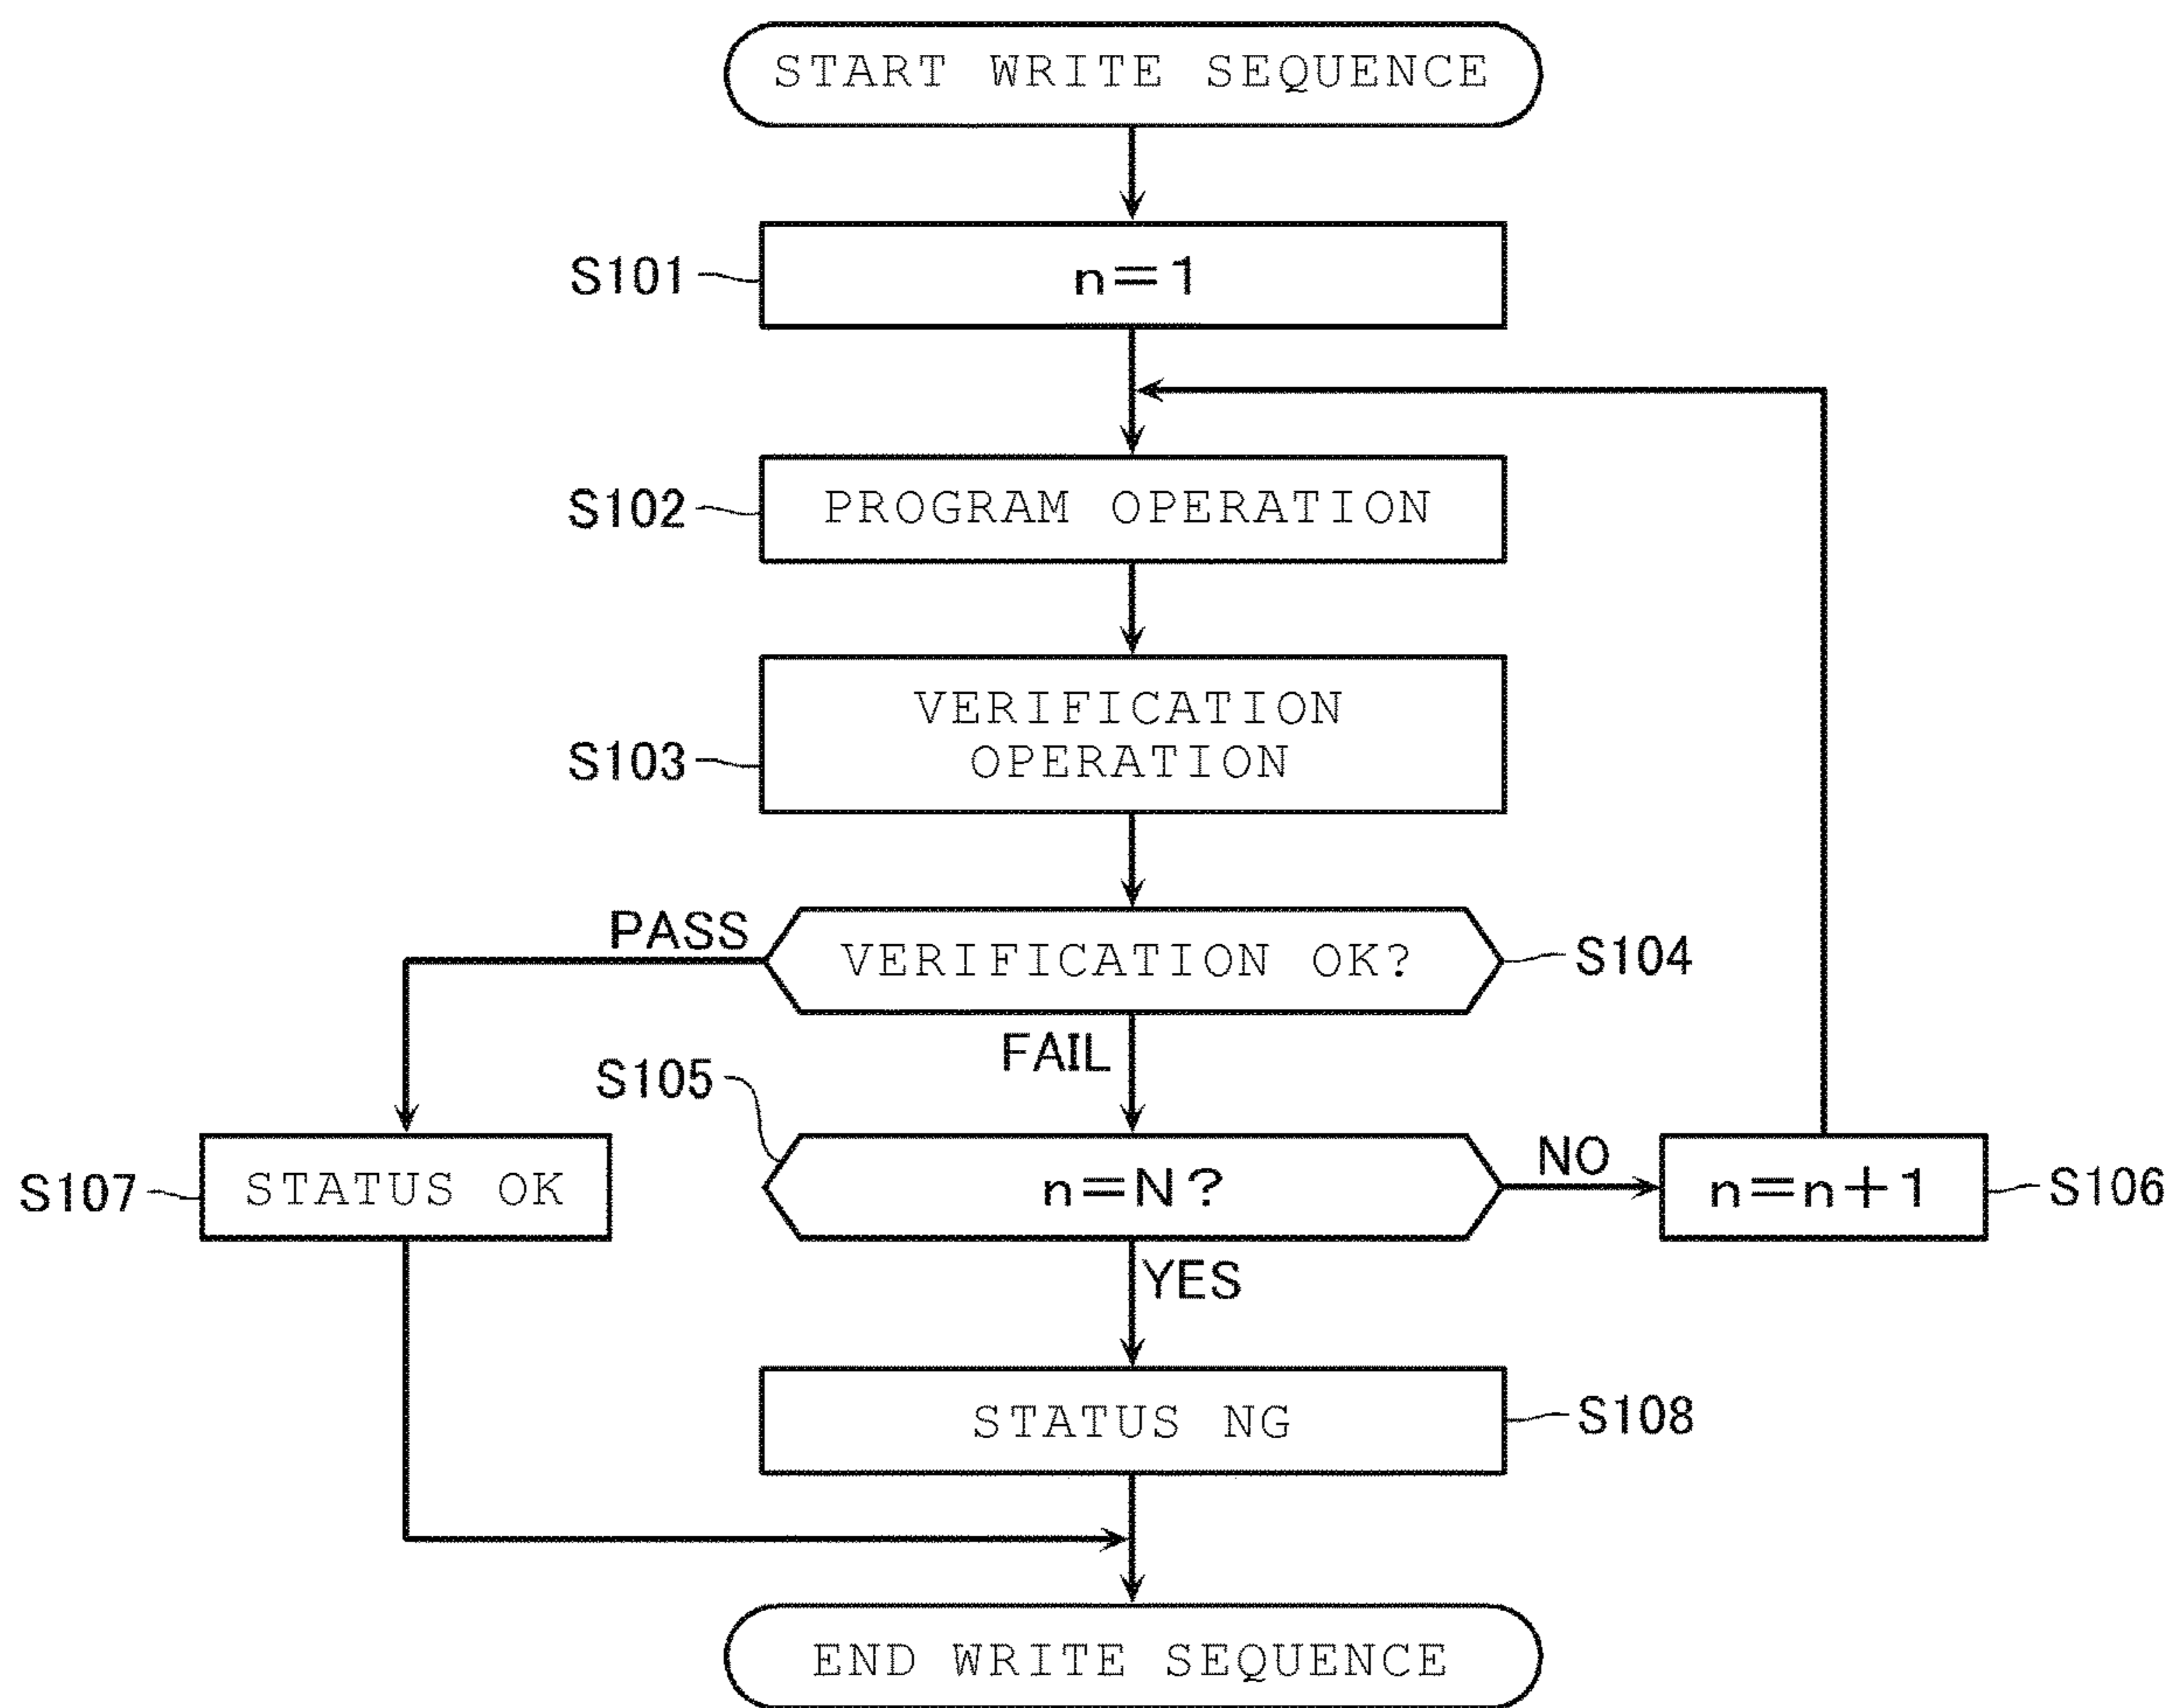 START WRITE SEQUENCE
S101
n=1
S102
PROGRAM OPERATION
VERIFICATION
OPERATION
S103
PASS
VERIFICATION OK?
S104
FAIL
S105
S107
STATUS OK
n=N?
NO
n=n+1
S106
YES
STATUS NG
S108
END WRITE SEQUENCE